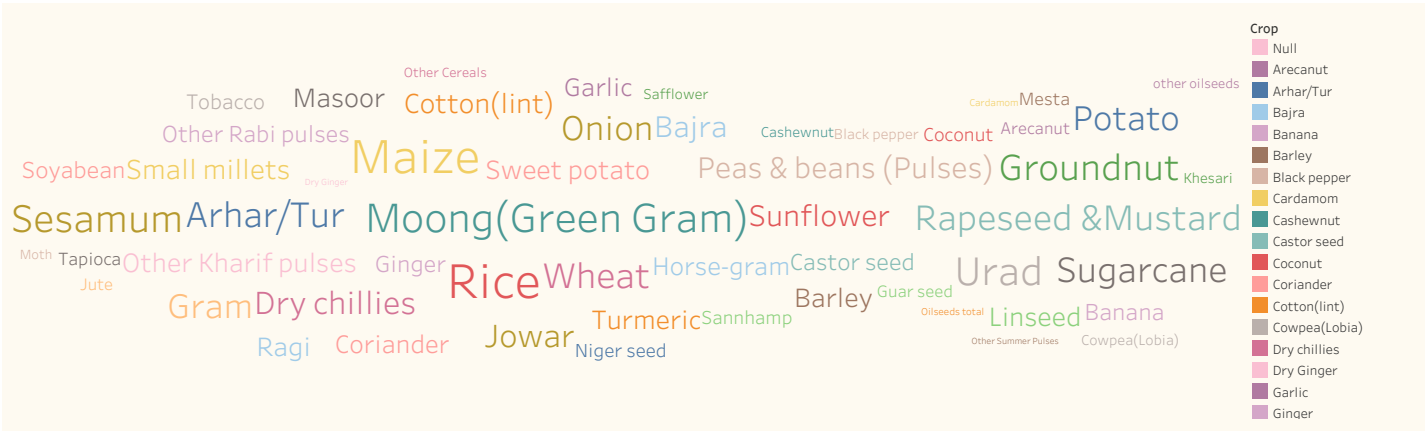 Other Cereals
Tobacco
Masoor
Cotton(lint)
Garlic
Safflower
Cardamom
Mesta
other oilseeds
Other Rabi pulses
Onion
Bajra
Cashewnut
Black pepper
Coconut
Arecanut
Potato
Soyabean
Small millets
Dry Ginger
Maize
Sweet potato
Peas & beans (Pulses)
Groundnut
Khesari
Sesamum
Arhar/Tur
Moong(Green Gram)
Sunflower
Rapeseed &Mustard
Moth
Tapioca
Other Kharif pulses
Ginger
Rice
Wheat
Horse-gram
Castor seed
Urad
Sugarcane
Jute
Gram
Dry chillies
Barley
Guar seed
Turmeric
Sannhamp
Oilseeds total
Linseed
Banana
Ragi
Coriander
Jowar
Niger seed
Other Summer Pulses
Cowpea(Lobia)
Crop
Null
Arecanut
Arhar/Tur
Bajra
Banana
Barley
Black pepper
Cardamom
Cashewnut
Castor seed
Coconut
Coriander
Cotton(lint)
Cowpea(Lobia)
Dry chillies
Dry Ginger
Garlic
Ginger